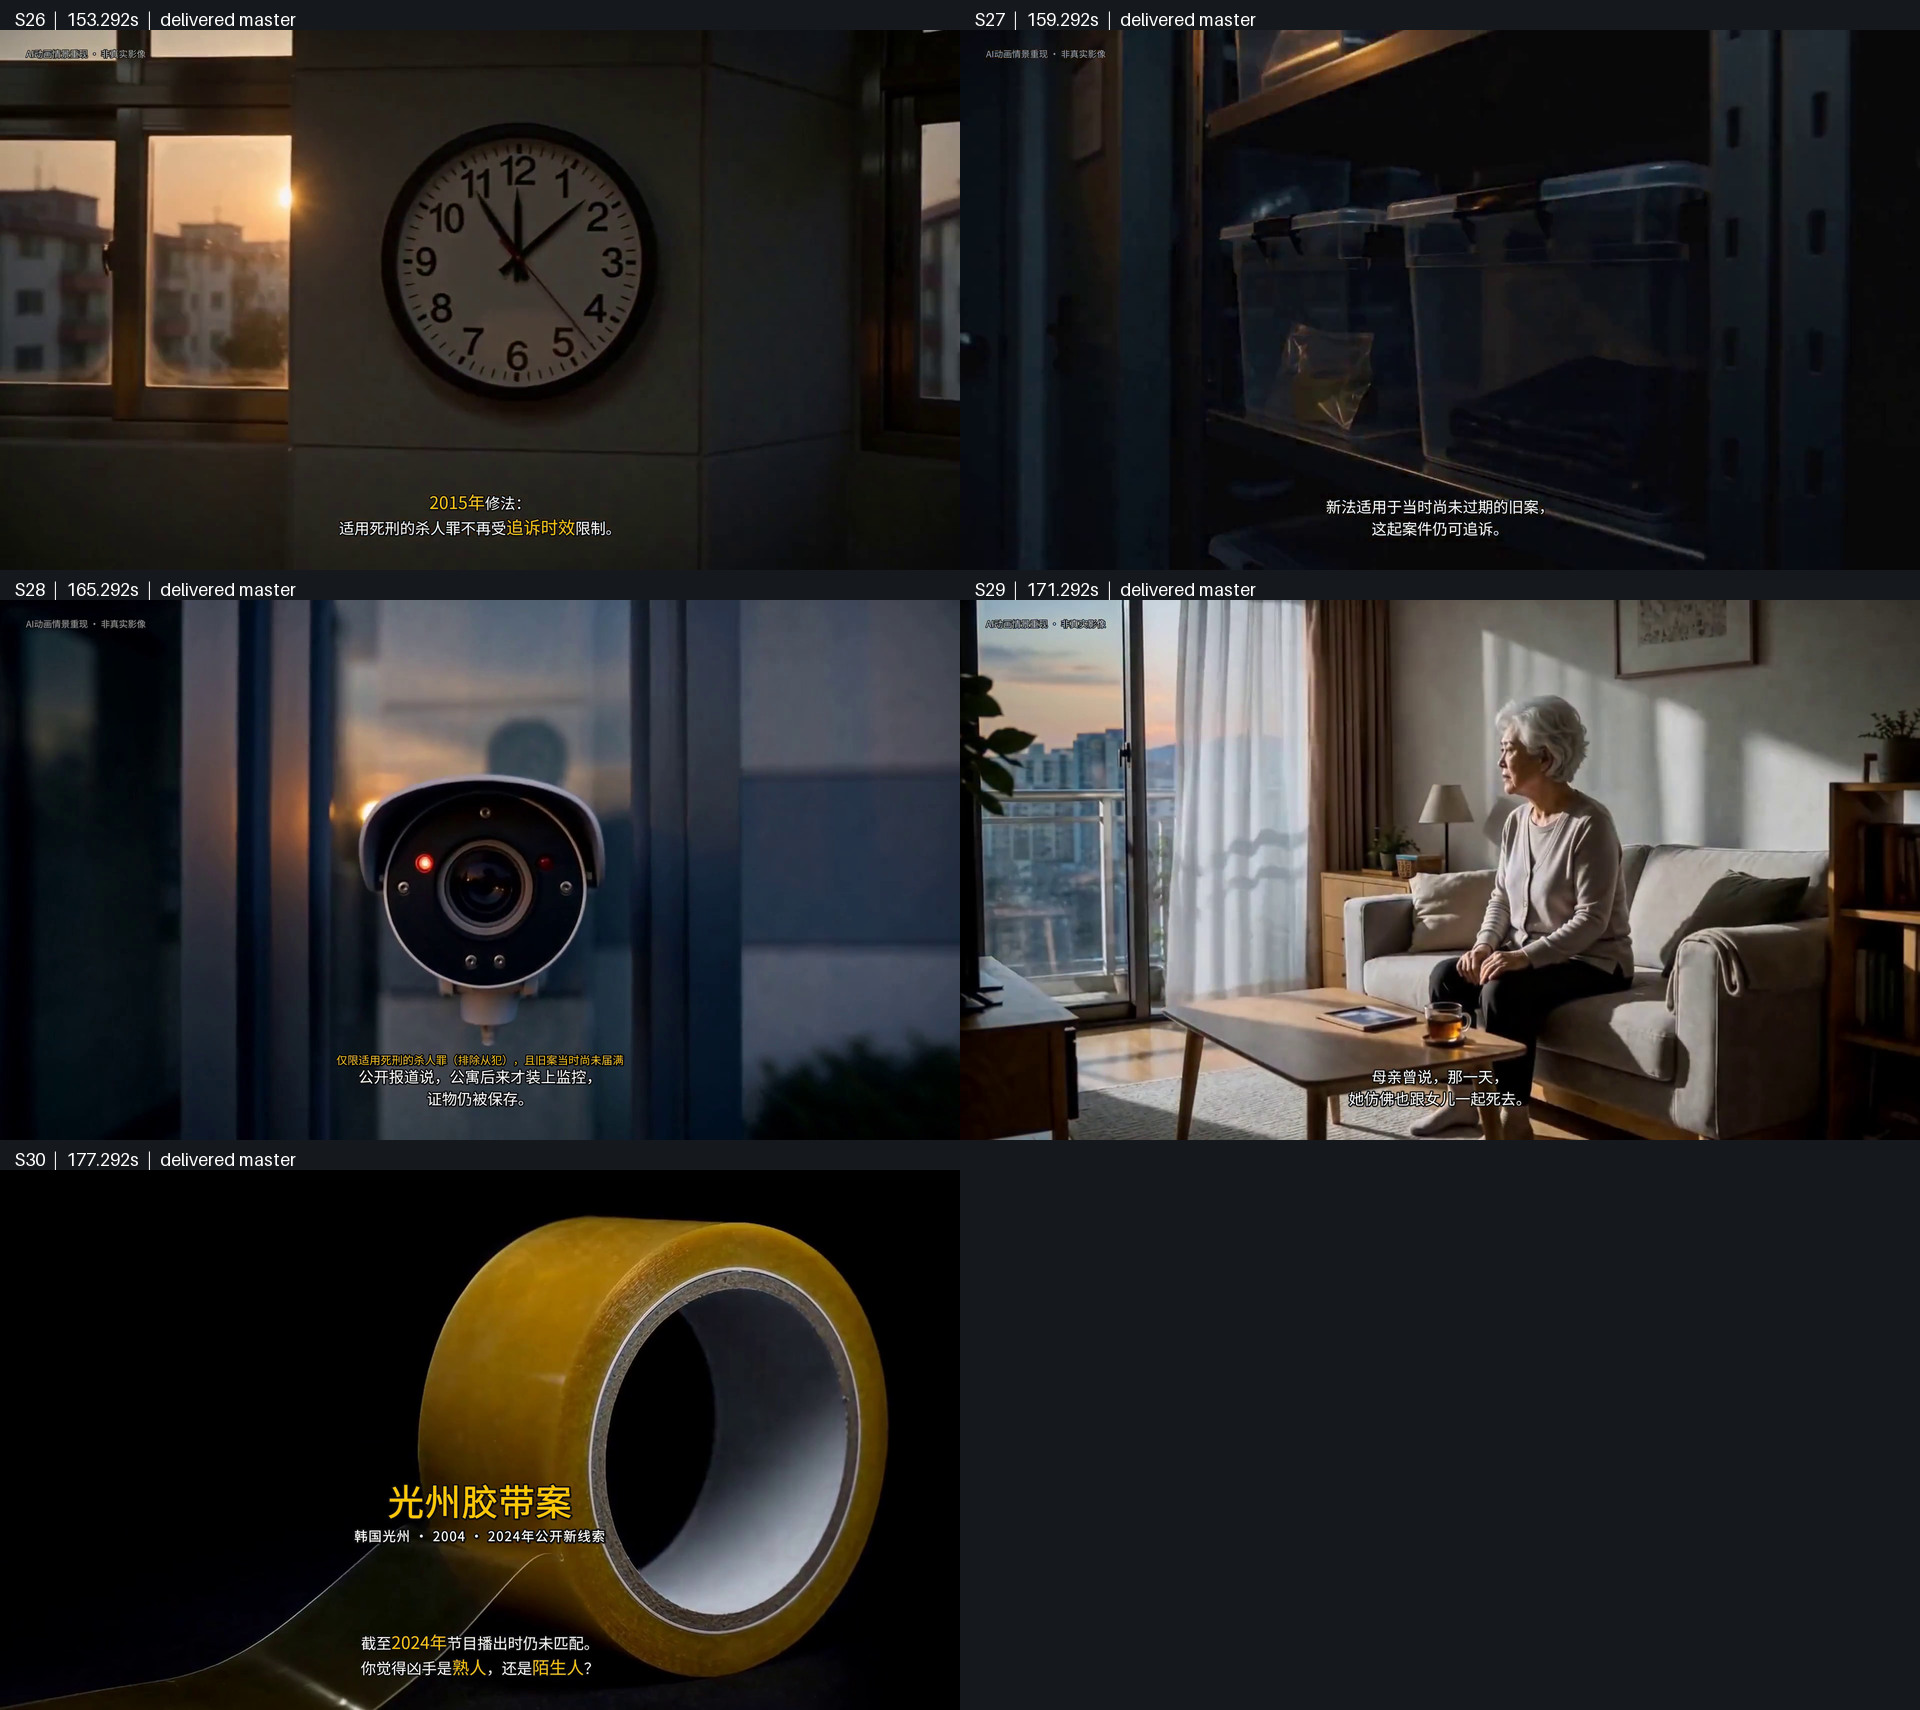 S26 | 153.292s | delivered master
AI动画情景重现 · 非真实影像
12
11
1
10
2
9
3
8
4
7
5
6
2015年修法：
适用死刑的杀人罪不再受追诉时效限制。
S27 | 159.292s | delivered master
AI动画情景重现 · 非真实影像
新法适用于当时尚未过期的旧案，
这起案件仍可追诉。
S28 | 165.292s | delivered master
AI动画情景重现 · 非真实影像
仅限适用死刑的杀人罪（排除从犯），且旧案当时尚未届满
公开报道说，公寓后来才装上监控，
证物仍被保存。
S29 | 171.292s | delivered master
AI动画情景重现 · 非真实影像
母亲曾说，那一天，
她仿佛也跟女儿一起死去。
S30 | 177.292s | delivered master
光州胶带案
韩国光州 · 2004 · 2024年公开新线索
截至2024年节目播出时仍未匹配。
你觉得凶手是熟人，还是陌生人？